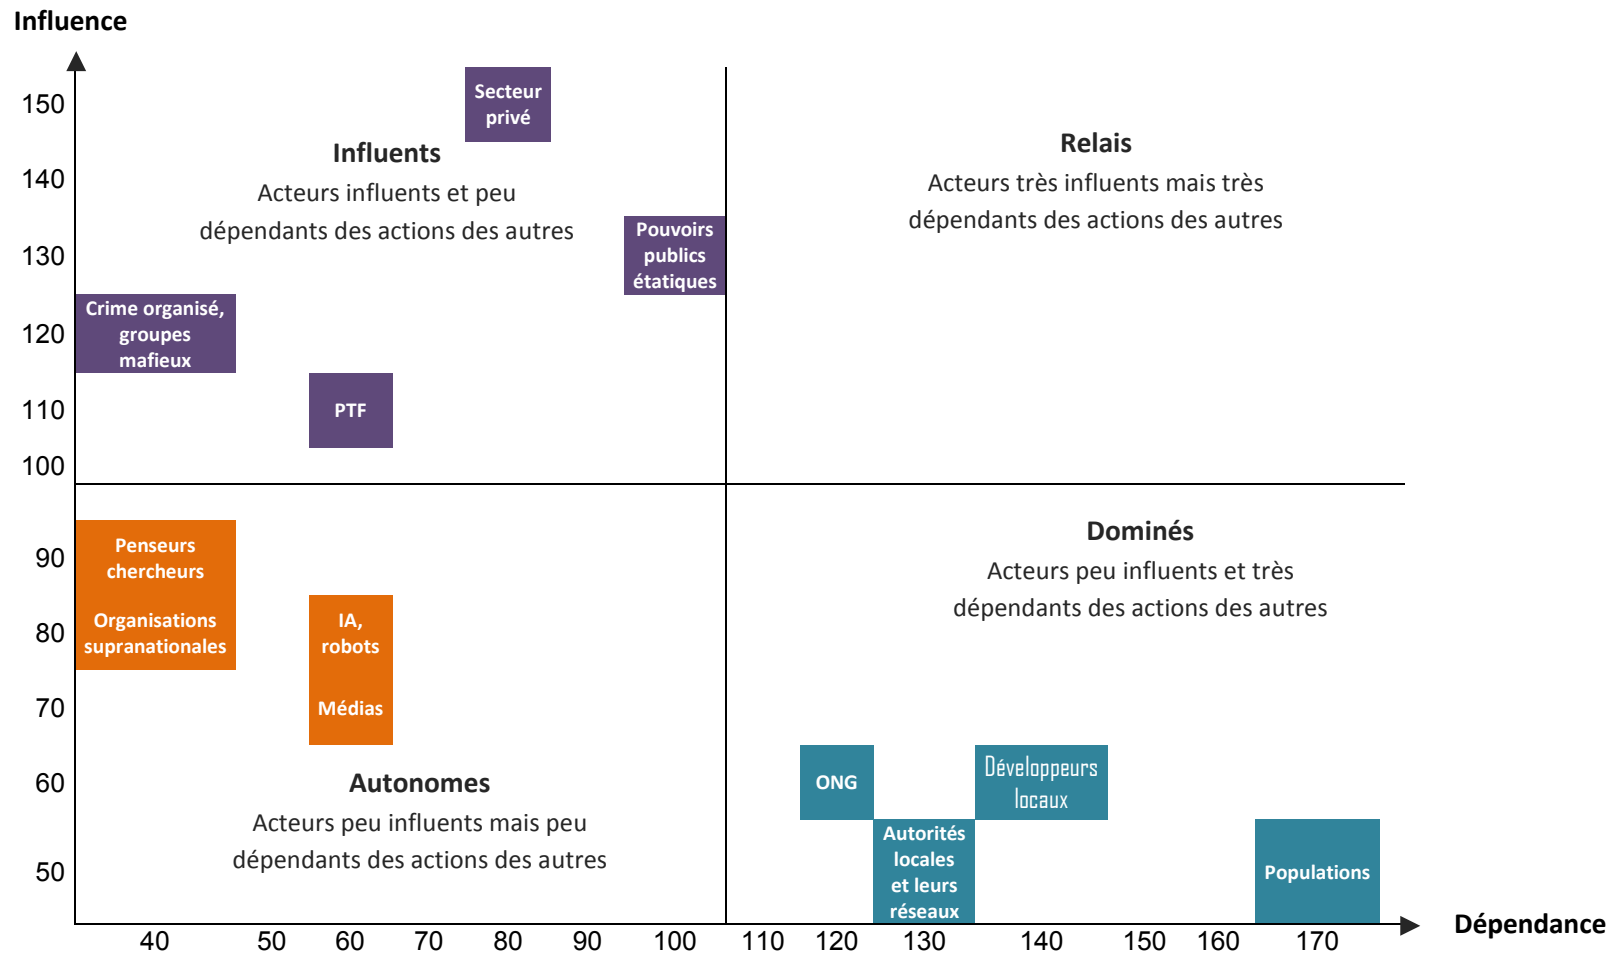 Influence
150
140
130
120
110
100
90
80
70
60
50
Secteur
privé
Influents
Acteurs influents et peu
dépendants des actions des autres
Pouvoirs
publics
étatiques
Crime organisé,
groupes
mafieux
PTF
Relais
Acteurs très influents mais très
dépendants des actions des autres
Penseurs
chercheurs
Organisations
supranationales
IA,
robots
Médias
Autonomes
Acteurs peu influents mais peu
dépendants des actions des autres
Dominés
Acteurs peu influents et très
dépendants des actions des autres
ONG
Développeurs
locaux
Autorités
locales
et leurs
réseaux
Populations
40 50 60 70 80 90 100 110 120 130 140 150 160 170
Dépendance